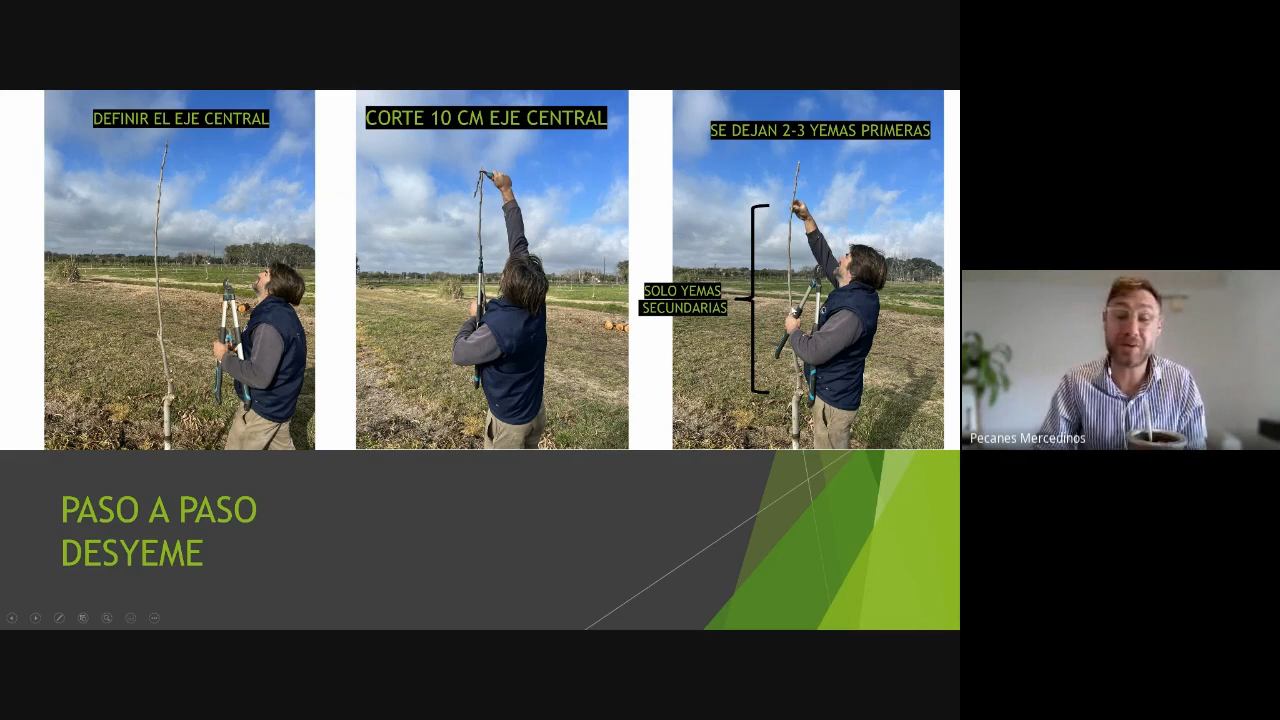 DEFINIR EL EJE CENTRAL
CORTE 10 CM EJE CENTRAL
SE DEJAN 2-3 YEMAS PRIMERAS
SOLO YEMAS
SECUNDARIAS
PASO A PASO
DESYEME
Pecanes Mercedinos